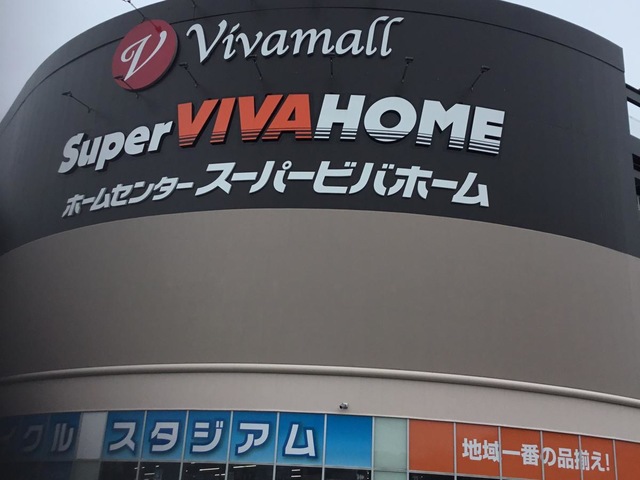 V Vivamall
Super VIVAHOME
ホームセンター スーパービバホーム
イクル スタジアム
地域一番の品揃え!